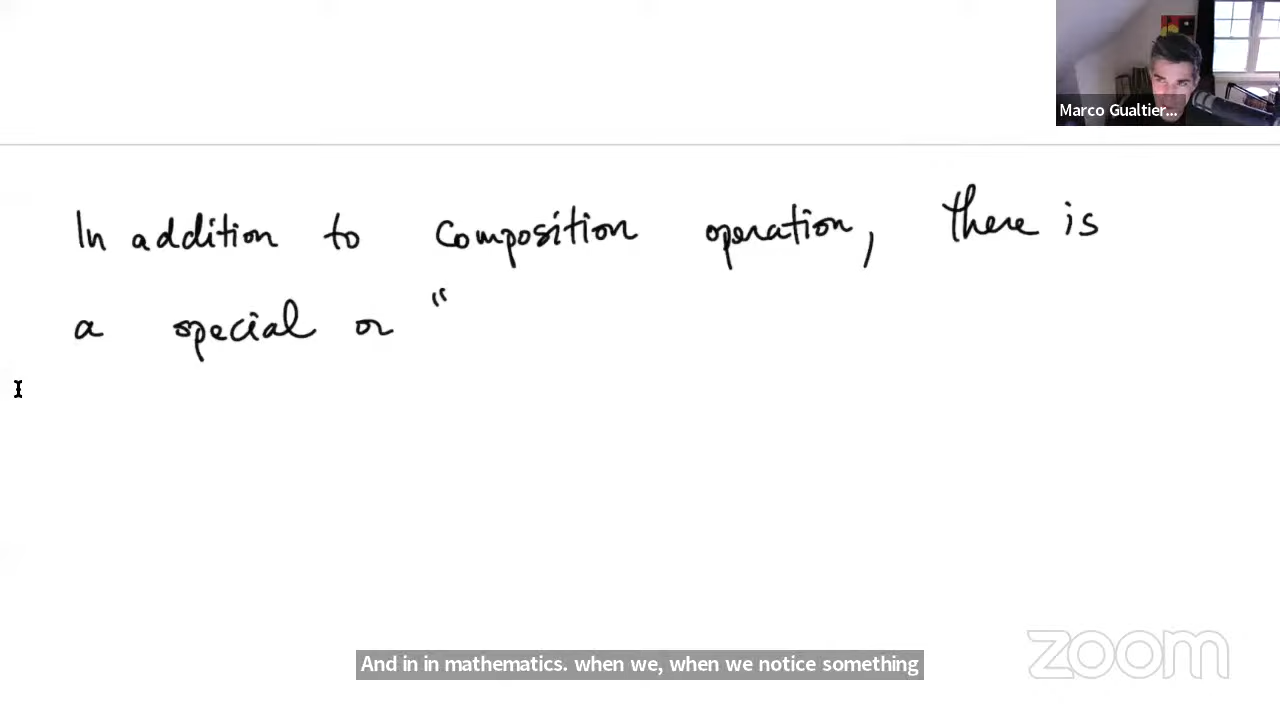 Marco Gualtier...
In addition to composition operation, there is
a special or "
And in in mathematics. when we, when we notice something
zoom